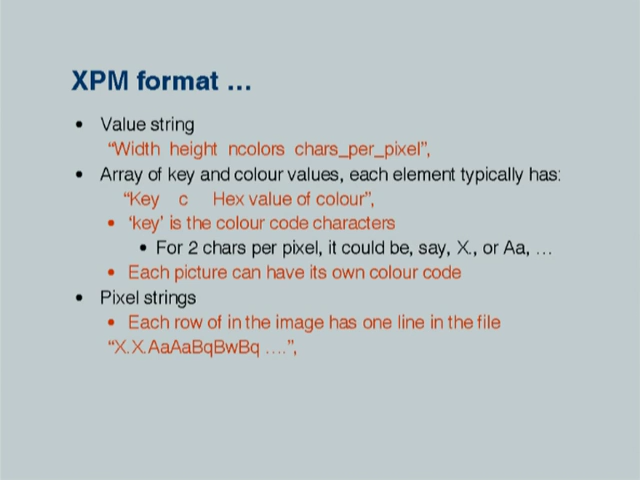 XPM format ...
• Value string
“Width height ncolors chars_per_pixel”,
• Array of key and colour values, each element typically has:
“Key c Hex value of colour”,
• ‘key’ is the colour code characters
• For 2 chars per pixel, it could be, say, X., or Aa, ...
• Each picture can have its own colour code
• Pixel strings
• Each row of in the image has one line in the file
“X.X.AaAaBqBwBq ....”,